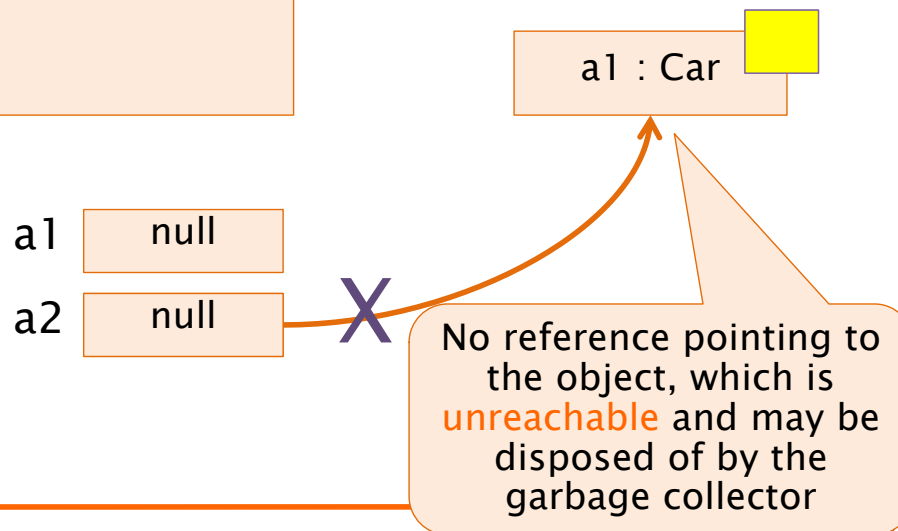 a1 : Car
a1 null
a2 null
X
No reference pointing to
the object, which is
unreachable and may be
disposed of by the
garbage collector